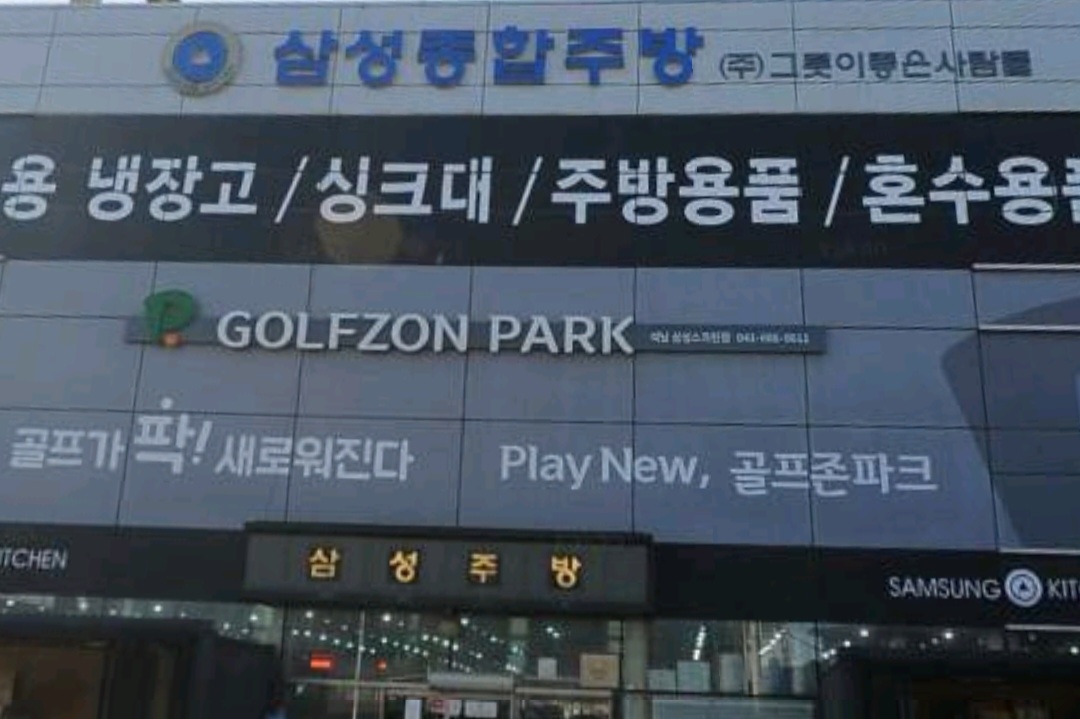 삼성종합주방 (주)그릇이좋은사람들
용 냉장고 / 싱크대 / 주방용품 / 혼수용품
GOLFZON PARK
골프가 팍! 새로워진다 Play New, 골프존파크
ITCHEN 삼성주방 SAMSUNG KIT